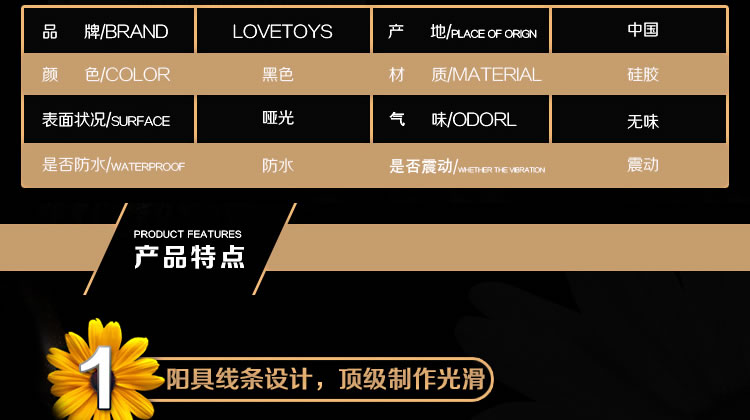 品 牌/BRAND LOVETOYS 产 地/PLACE OF ORIGN 中国
颜 色/COLOR 黑色 材 质/MATERIAL 硅胶
表面状况/SURFACE 哑光 气 味/ODORL 无味
是否防水/WATERPROOF 防水 是否震动/WHETHER THE VIBRATION 震动
PRODUCT FEATURES
产品特点
1 阳具线条设计，顶级制作光滑